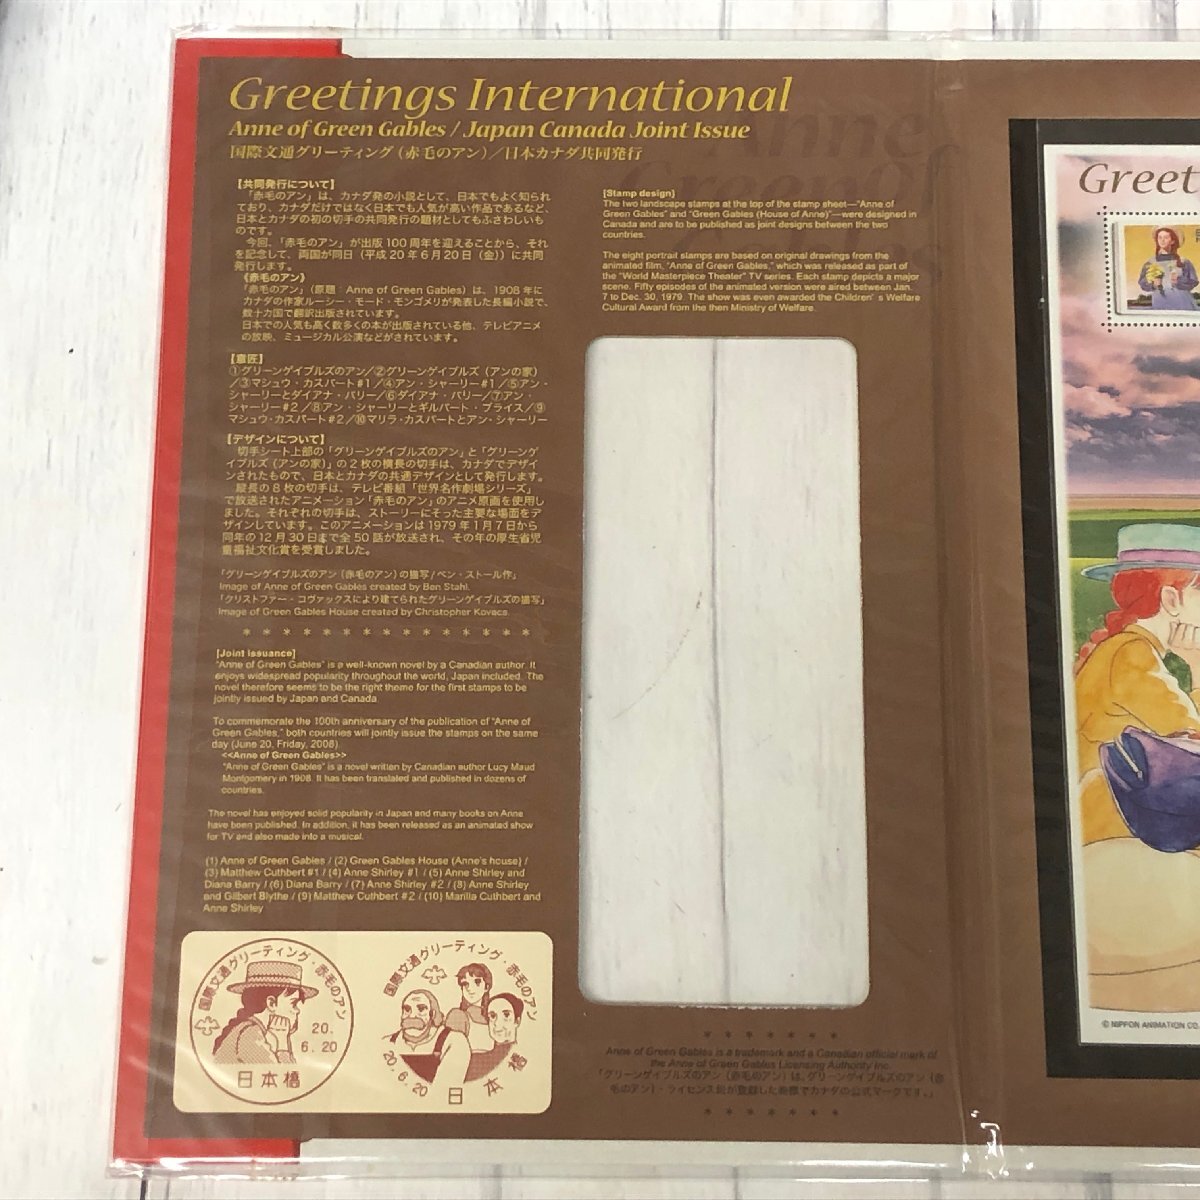 Greetings International
Anne of Green Gables / Japan Canada Joint Issue
国際文通グリーティング(赤毛のアン)/日本カナダ共同発行
【共同発行について】
「赤毛のアン」は、カナダ発の小説として、日本でもよく知ら
れており、カナダだけではなく日本でも人気が高い作品であるなど、
日本とカナダの初の切手の共同発行の題材としてもふさわしいも
のです。
今回、「赤毛のアン」が出版100周年を迎えることから、それ
を記念して、両国が同日(平成20年6月20日(金))に共同
発行します。
《赤毛のアン》
「赤毛のアン」(原題:Anne of Green Gables)は、1908年に
カナダの作家ルーシー・モード・モンゴメリが発表した長編小説で、
数十カ国で翻訳出版されています。
日本での人気も高く数多くの本が出版されている他、テレビアニメ
の放映、ミュージカル公演などがされています。
【意匠】
①グリーンゲイブルズのアン/②グリーンゲイブルズ(アンの家)
/③マシュウ・カスバート#1/④アン・シャーリー#1/⑤アン・
シャーリーとダイアナ・バリー/⑥ダイアナ・バリー/⑦アン・
シャーリー#2/⑧アン・シャーリーとギルバート・ブライス/⑨
マシュウ・カスバート#2/⑩マリラ・カスバートとアン・シャーリー
【デザインについて】
切手シート上部の「グリーンゲイブルズのアン」と「グリーンゲ
イブルズ(アンの家)」の2枚の横長の切手は、カナダでデザイ
ンされたもので、日本とカナダの共通デザインとして発行します。
縦長の8枚の切手は、テレビ番組「世界名作劇場シリーズ」
で放送されたアニメーション「赤毛のアン」のアニメ原画を使用し
ました。それぞれの切手は、ストーリーにそった主要な場面をデ
ザインしています。このアニメーションは1979年1月7日から
同年の12月30日まで全50話が放送され、その年の厚生省児
童福祉文化賞を受賞しました。
「グリーンゲイブルズのアン(赤毛のアン)の描写/ベン・ストール作」
Image of Anne of Green Gables created by Ben Stahl.
「クリストファー・コヴァックスにより建てられたグリーンゲイブルズの描写」
Image of Green Gables House created by Christopher Kovacs.
* * * * * * * * * * * * * * *
[Joint issuance]
"Anne of Green Gables" is a well-known novel by a Canadian author. It
enjoys widespread popularity throughout the world, Japan included. The
novel therefore seems to be the right theme for the first stamps to be
jointly issued by Japan and Canada.
To commemorate the 100th anniversary of the publication of "Anne of
Green Gables," both countries will jointly issue the stamps on the same
day (June 20, Friday, 2008)
<<Anne of Green Gables>>
"Anne of Green Gables" is a novel written by Canadian author Lucy Maud
Montgomery in 1908. It has been translated and published in dozens of
countries.
The novel has enjoyed solid popularity in Japan and many books on Anne
have been published. In addition, it has been released as an animated show
for TV and also made into a musical.
(1) Anne of Green Gables / (2) Green Gables House (Anne's house) /
(3) Matthew Cuthbert #1 / (4) Anne Shirley #1 / (5) Anne Shirley and
Diana Barry / (6) Diana Barry / (7) Anne Shirley #2 / (8) Anne Shirley
and Gilbert Blythe / (9) Matthew Cuthbert #2 / (10) Marilla Cuthbert and
Anne Shirley
国際文通グリーティング・赤毛のアン
20.
6.20
日本橋
国際文通グリーティング・赤毛のアン
20.6.20
日本橋
Anne
Of
Green
Gables
[Stamp design]
The two landscape stamps at the top of the stamp sheet—"Anne of
Green Gables" and "Green Gables (House of Anne)"—were designed in
Canada and are to be published as joint designs between the two
countries.
The eight portrait stamps are based on original drawings from the
animated film, "Anne of Green Gables," which was released as part of
the "World Masterpiece Theater" TV series. Each stamp depicts a major
scene. Fifty episodes of the animated version were aired between Jan.
7 to Dec. 30, 1979. The show was even awarded the Children's Welfare
Cultural Award from the then Ministry of Welfare.
* * * * * * *
Anne of Green Gables is a trademark and a Canadian official mark of
the Anne of Green Gables Licensing Authority Inc.
「グリーンゲイブルズのアン(赤毛のアン)は、グリーンゲイブルズのアン(赤
毛のアン)・ライセンス局が登録した商標でカナダの公式マークです。」
* * * * * * *
Greet
© NIPPON ANIMATION CO.